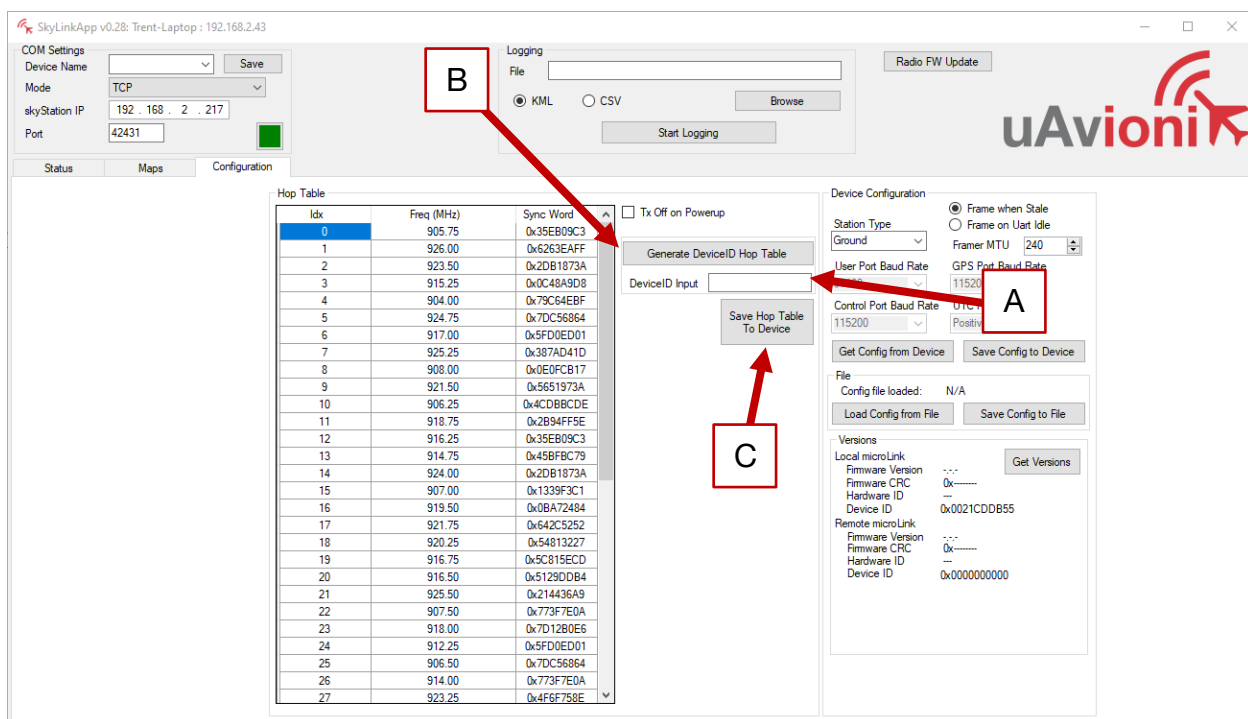 SkyLinkApp v0.28: Trent-Laptop : 192.168.2.43
COM Settings
Device Name
Save
Mode
TCP
skyStation IP
192 . 168 . 2 . 217
Port
42431
Logging
File
KML
CSV
Browse
Start Logging
Radio FW Update
uAvioni
B
Status Maps Configuration
Hop Table
Idx Freq (MHz) Sync Word
0 905.75 0x35EB09C3
1 926.00 0x6263EAFF
2 923.50 0x2DB1873A
3 915.25 0x0C48A9D8
4 904.00 0x79C64EBF
5 924.75 0x7DC56864
6 917.00 0x5FD0ED01
7 925.25 0x387AD41D
8 908.00 0x0E0FCB17
9 921.50 0x5651973A
10 906.25 0x4CDBBCDE
11 918.75 0x2B94FF5E
12 916.25 0x35EB09C3
13 914.75 0x45BFBC79
14 924.00 0x2DB1873A
15 907.00 0x1339F3C1
16 919.50 0x0BA72484
17 921.75 0x642C5252
18 920.25 0x54813227
19 916.75 0x5C815ECD
20 916.50 0x5129DDB4
21 925.50 0x214436A9
22 907.50 0x773F7E0A
23 918.00 0x7D12B0E6
24 912.25 0x5FD0ED01
25 906.50 0x7DC56864
26 914.00 0x773F7E0A
27 923.25 0x4F6F758E
Tx Off on Powerup
Generate DeviceID Hop Table
DeviceID Input
Save Hop Table
To Device
C
Device Configuration
Frame when Stale
Station Type
Frame on Uart Idle
Ground
Framer MTU 240
User Port Baud Rate GPS Port Baud Rate
Control Port Baud Rate
115200
A
Get Config from Device Save Config to Device
File
Config file loaded: N/A
Load Config from File Save Config to File
Versions
Local microLink
Get Versions
Firmware Version -.-.-
Firmware CRC 0x--------
Hardware ID ---
Device ID 0x0021CDDB55
Remote microLink
Firmware Version -.-.-
Firmware CRC 0x--------
Hardware ID ---
Device ID 0x0000000000